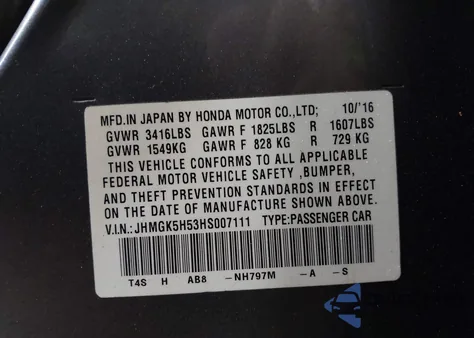 MFD. IN JAPAN BY HONDA MOTOR CO.,LTD; 10/'16
GVWR 3416LBS GAWR F 1825LBS R 1607LBS
GVWR 1549KG GAWR F 828 KG R 729 KG
THIS VEHICLE CONFORMS TO ALL APPLICABLE
FEDERAL MOTOR VEHICLE SAFETY ,BUMPER,
AND THEFT PREVENTION STANDARDS IN EFFECT
ON THE DATE OF MANUFACTURE SHOWN ABOVE.
V.I.N.:JHMGK5H53HS007111 TYPE:PASSENGER CAR
T4S H AB8 -NH797M -A -S